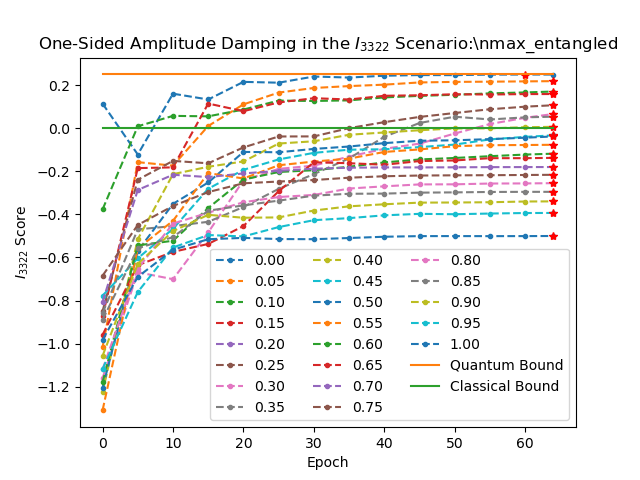 One-Sided Amplitude Damping in the I3322 Scenario:\nmax_entangled
I3322 Score
0.2
0.0
−0.2
−0.4
−0.6
−0.8
−1.0
−1.2
0 10 20 30 40 50 60
Epoch
0.00 0.40 0.80
0.05 0.45 0.85
0.10 0.50 0.90
0.15 0.55 0.95
0.20 0.60 1.00
0.25 0.65 Quantum Bound
0.30 0.70 Classical Bound
0.35 0.75